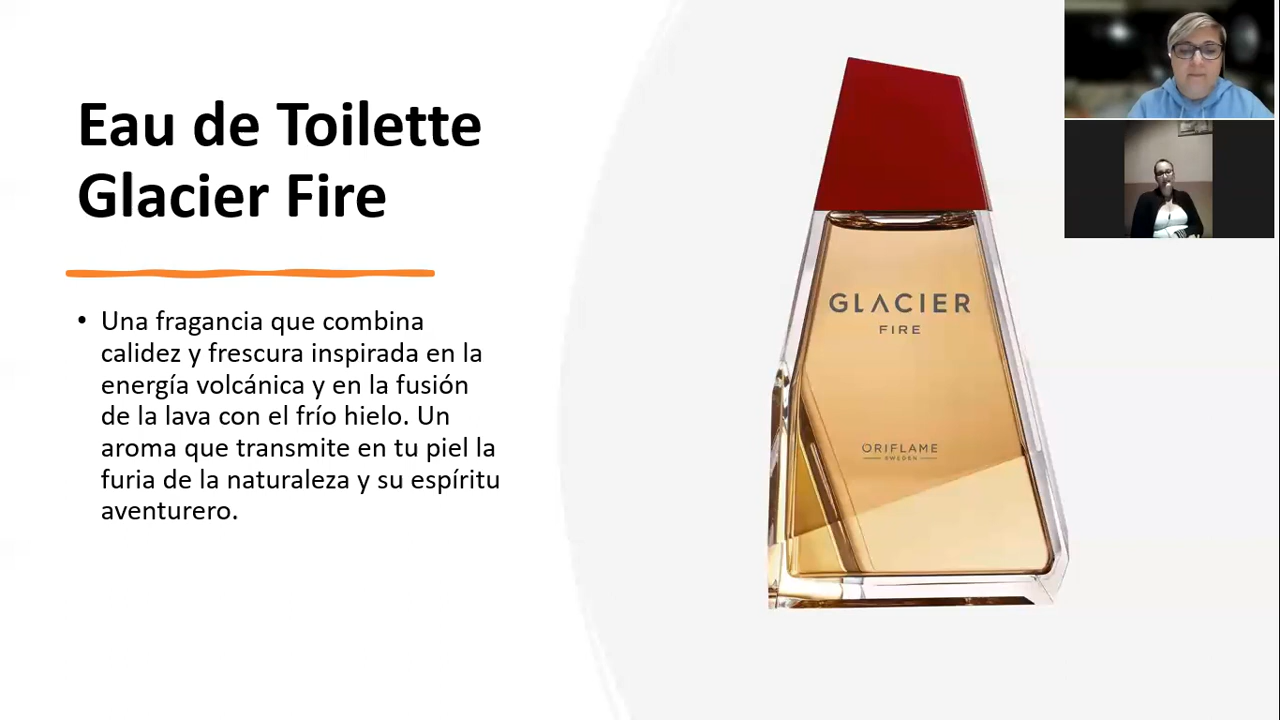 Eau de Toilette
Glacier Fire
• Una fragancia que combina
calidez y frescura inspirada en la
energía volcánica y en la fusión
de la lava con el frío hielo. Un
aroma que transmite en tu piel la
furia de la naturaleza y su espíritu
aventurero.
GLACIER
FIRE
ORIFLAME
SWEDEN